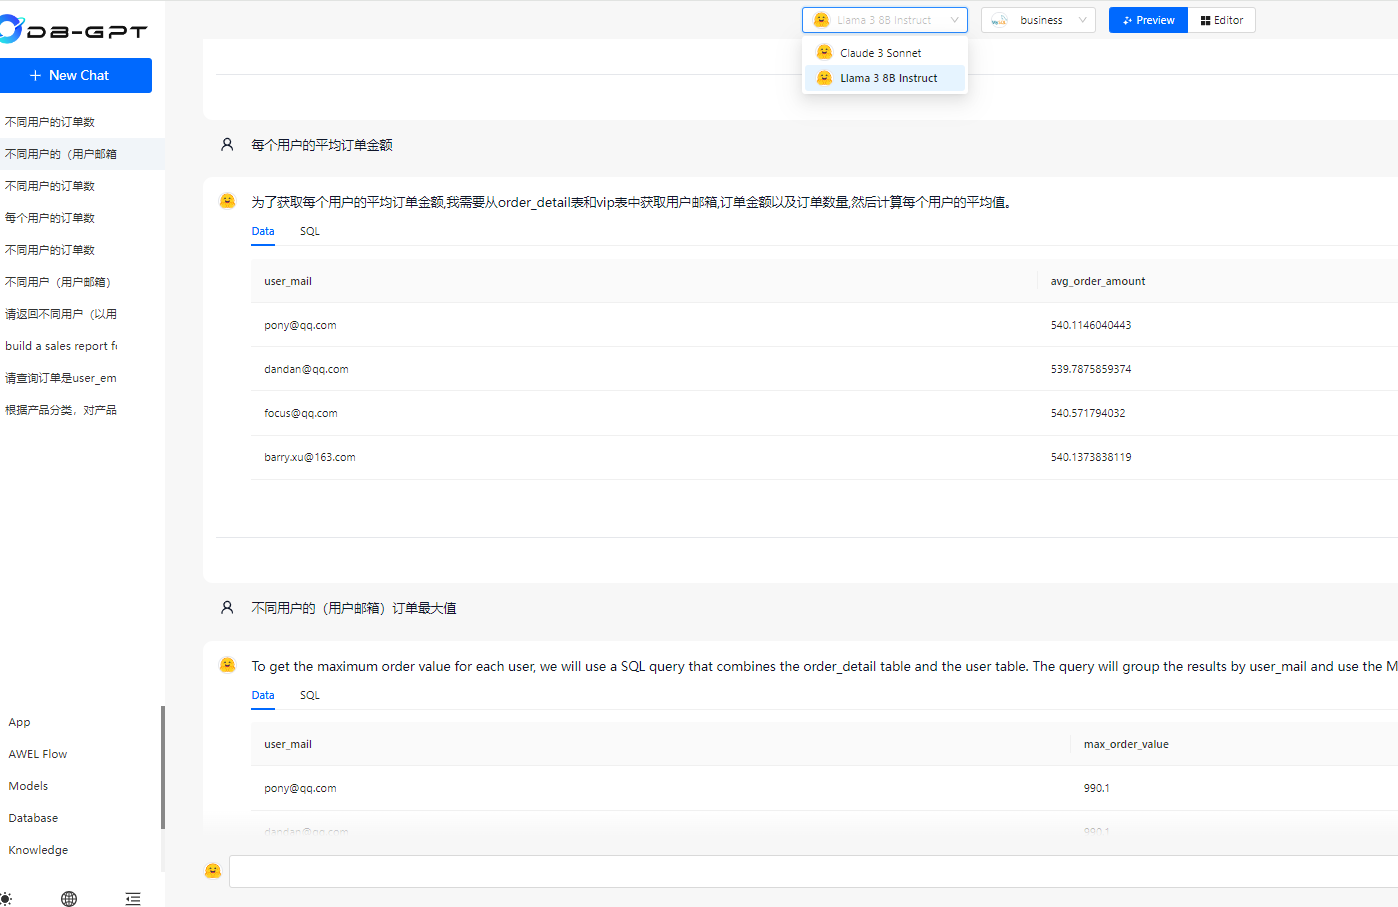 DB-GPT
Llama 3 8B Instruct
business
Preview
Editor
New Chat
Claude 3 Sonnet
Llama 3 8B Instruct
不同用户的订单数
不同用户的（用户邮箱
不同用户的订单数
每个用户的订单数
不同用户的订单数
不同用户（用户邮箱）
请返回不同用户（以用
build a sales report fo
请查询订单是user_em
根据产品分类，对产品
每个用户的平均订单金额
为了获取每个用户的平均订单金额,我需要从order_detail表和vip表中获取用户邮箱,订单金额以及订单数量,然后计算每个用户的平均值。
Data SQL
user_mail avg_order_amount
pony@qq.com 540.1146040443
dandan@qq.com 539.7875859374
focus@qq.com 540.571794032
barry.xu@163.com 540.1373838119
不同用户的（用户邮箱）订单最大值
To get the maximum order value for each user, we will use a SQL query that combines the order_detail table and the user table. The query will group the results by user_mail and use the M
Data SQL
user_mail max_order_value
pony@qq.com 990.1
dandan@qq.com 990.1
App
AWEL Flow
Models
Database
Knowledge